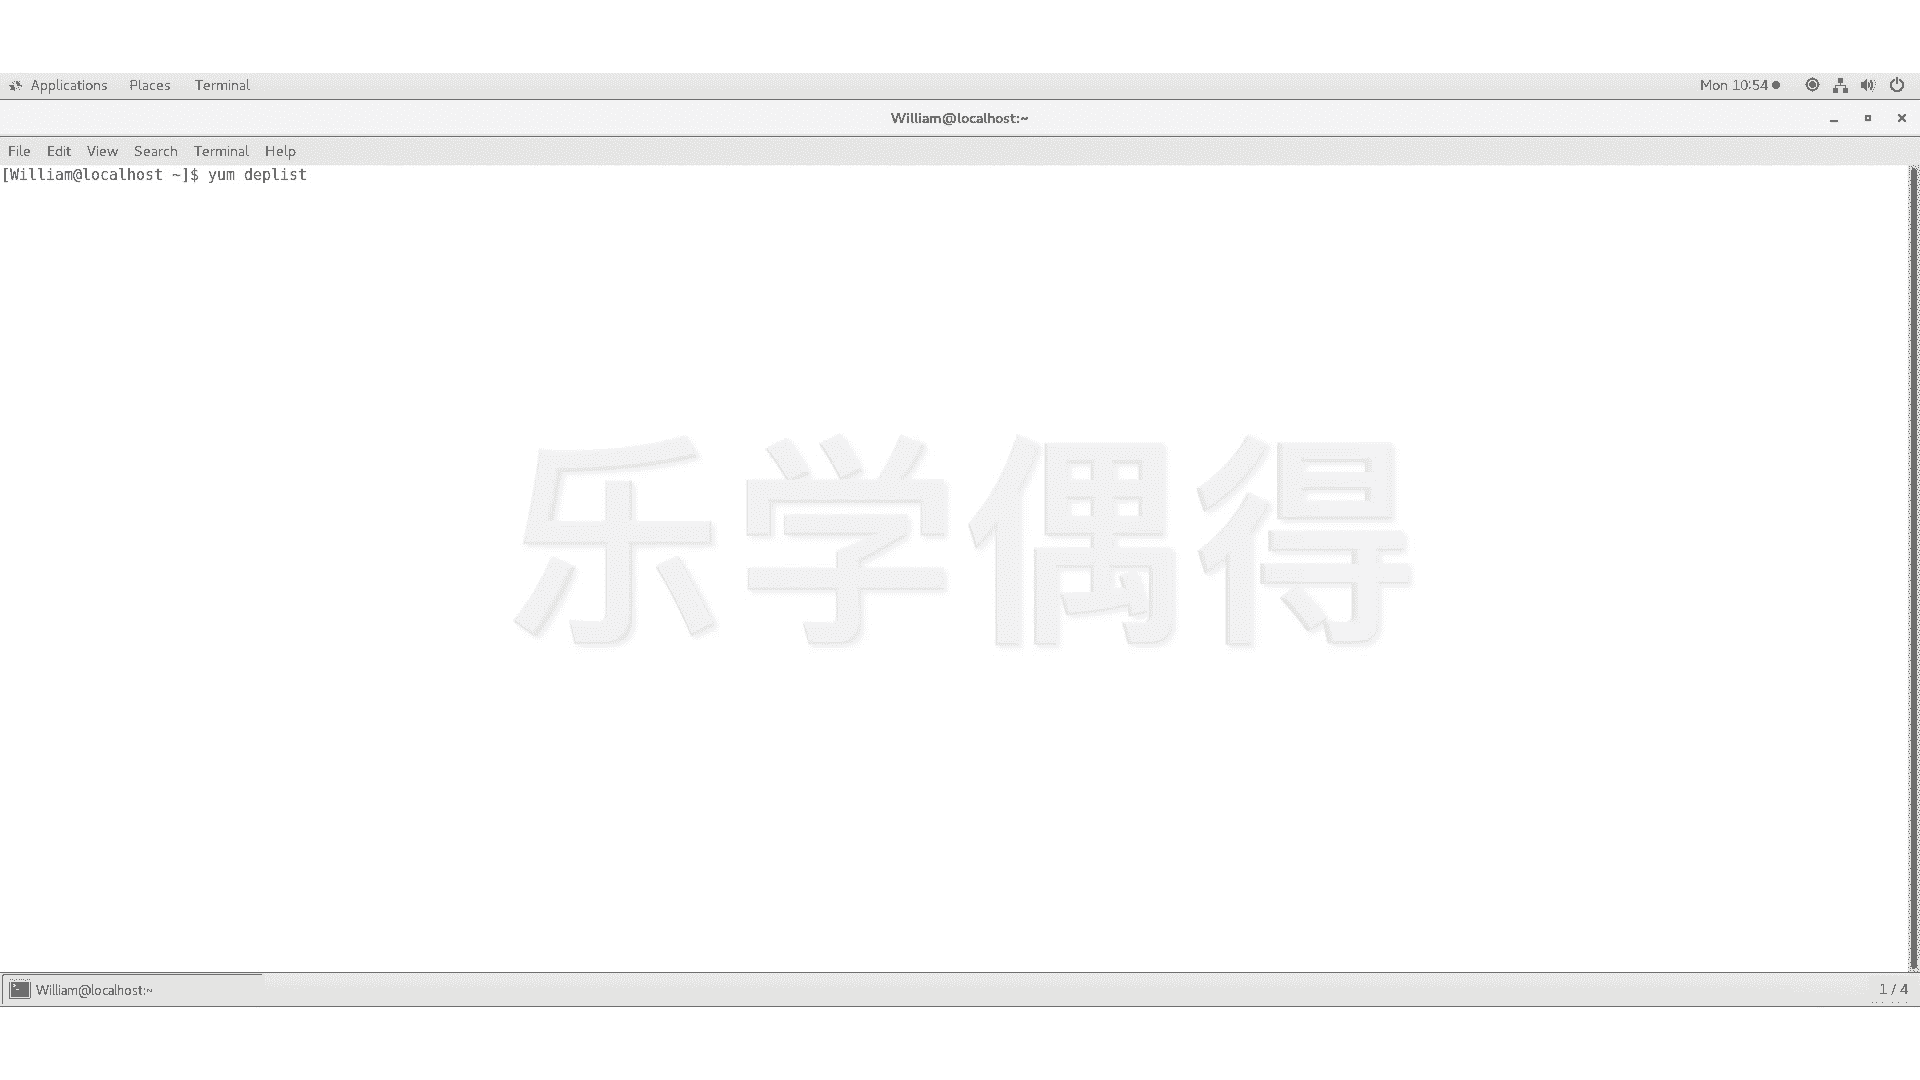 Applications Places Terminal Mon 10:54
William@localhost:~
File Edit View Search Terminal Help
[William@localhost ~]$ yum deplist
乐学偶得
William@localhost:~ 1 / 4